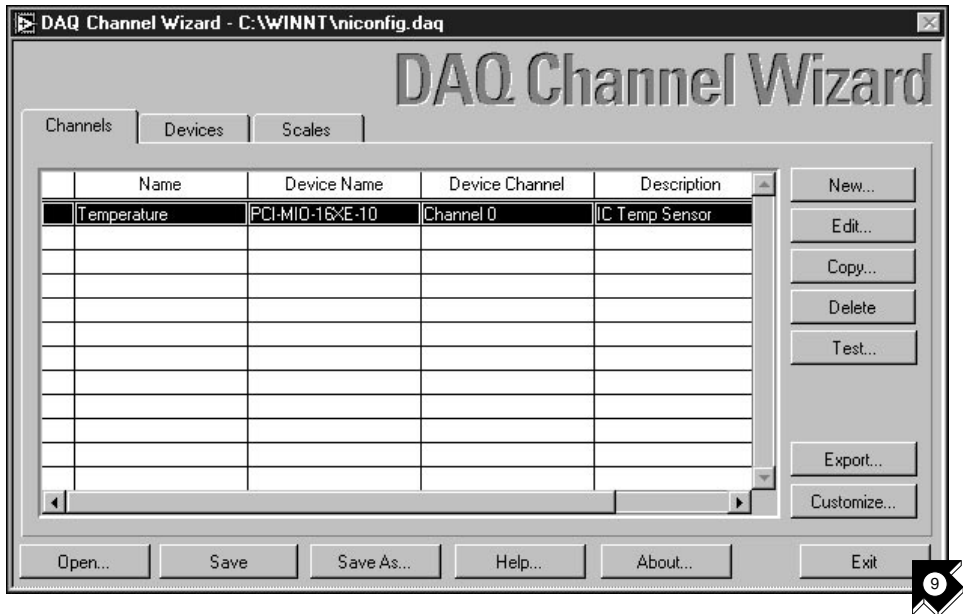 DAQ Channel Wizard - C:\WINNT\niconfig.daq
DAQ Channel Wizard
Channels Devices Scales
Name Device Name Device Channel Description
Temperature PCI-MIO-16XE-10 Channel 0 IC Temp Sensor
New...
Edit...
Copy...
Delete
Test...
Export...
Customize...
Open... Save Save As... Help... About... Exit
9